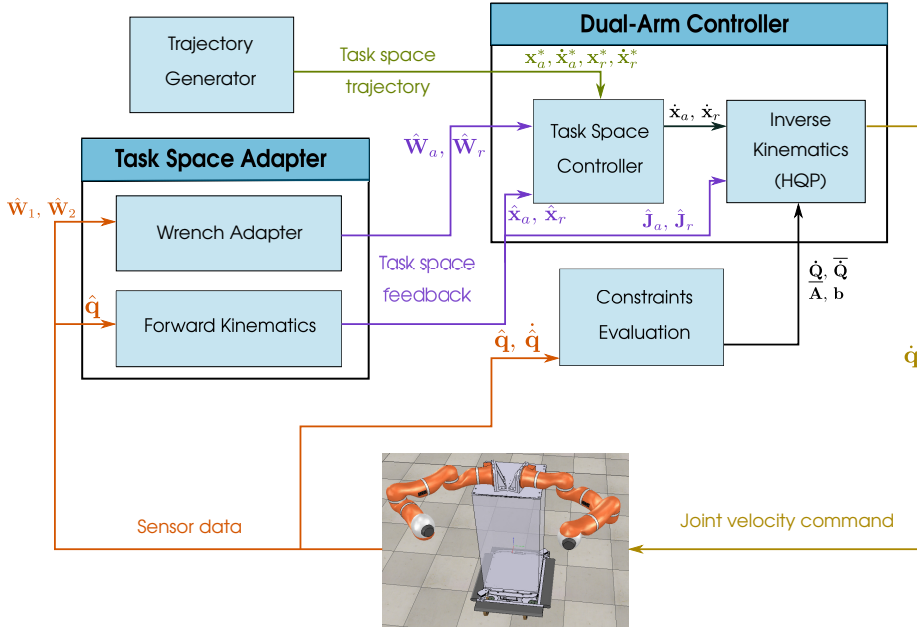 Dual-Arm Controller
Trajectory
Generator
Task space
trajectory
𝐱*ₐ, 𝐱̇*ₐ, 𝐱*ᵣ, 𝐱̇*ᵣ
Task Space
Controller
ẋₐ, ẋᵣ
Inverse
Kinematics
(HQP)
Ŵₐ, Ŵᵣ
x̂ₐ, x̂ᵣ
Ĵₐ, Ĵᵣ
Task Space Adapter
Ŵ₁, Ŵ₂
Wrench Adapter
Task space
feedback
q̂
Forward Kinematics
q̂, q̂̇
Constraints
Evaluation
Q̲̇, Q̇̅
A, b
q̇
Sensor data
Joint velocity command